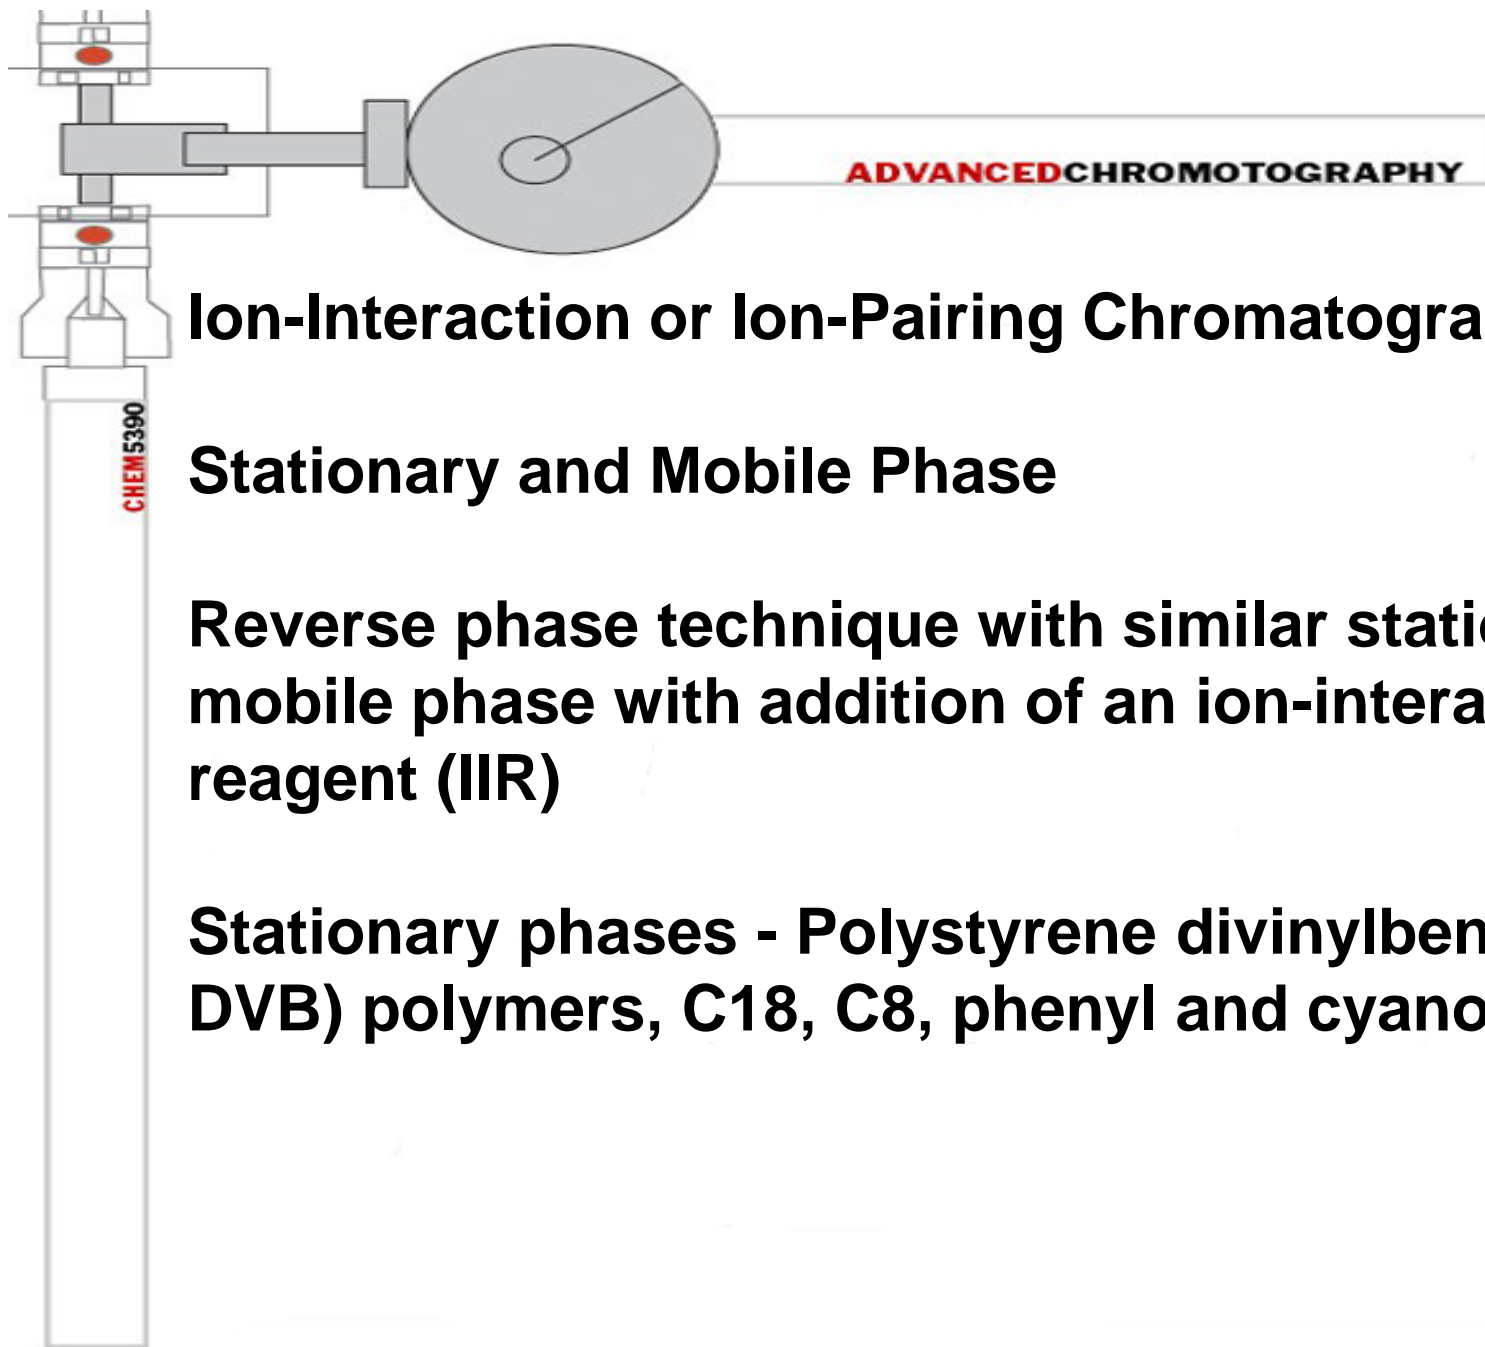 ADVANCEDCHROMOTOGRAPHY
Ion-Interaction or Ion-Pairing Chromatogra
CHEM5390
Stationary and Mobile Phase
Reverse phase technique with similar stati
mobile phase with addition of an ion-intera
reagent (IIR)
Stationary phases - Polystyrene divinylben
DVB) polymers, C18, C8, phenyl and cyano